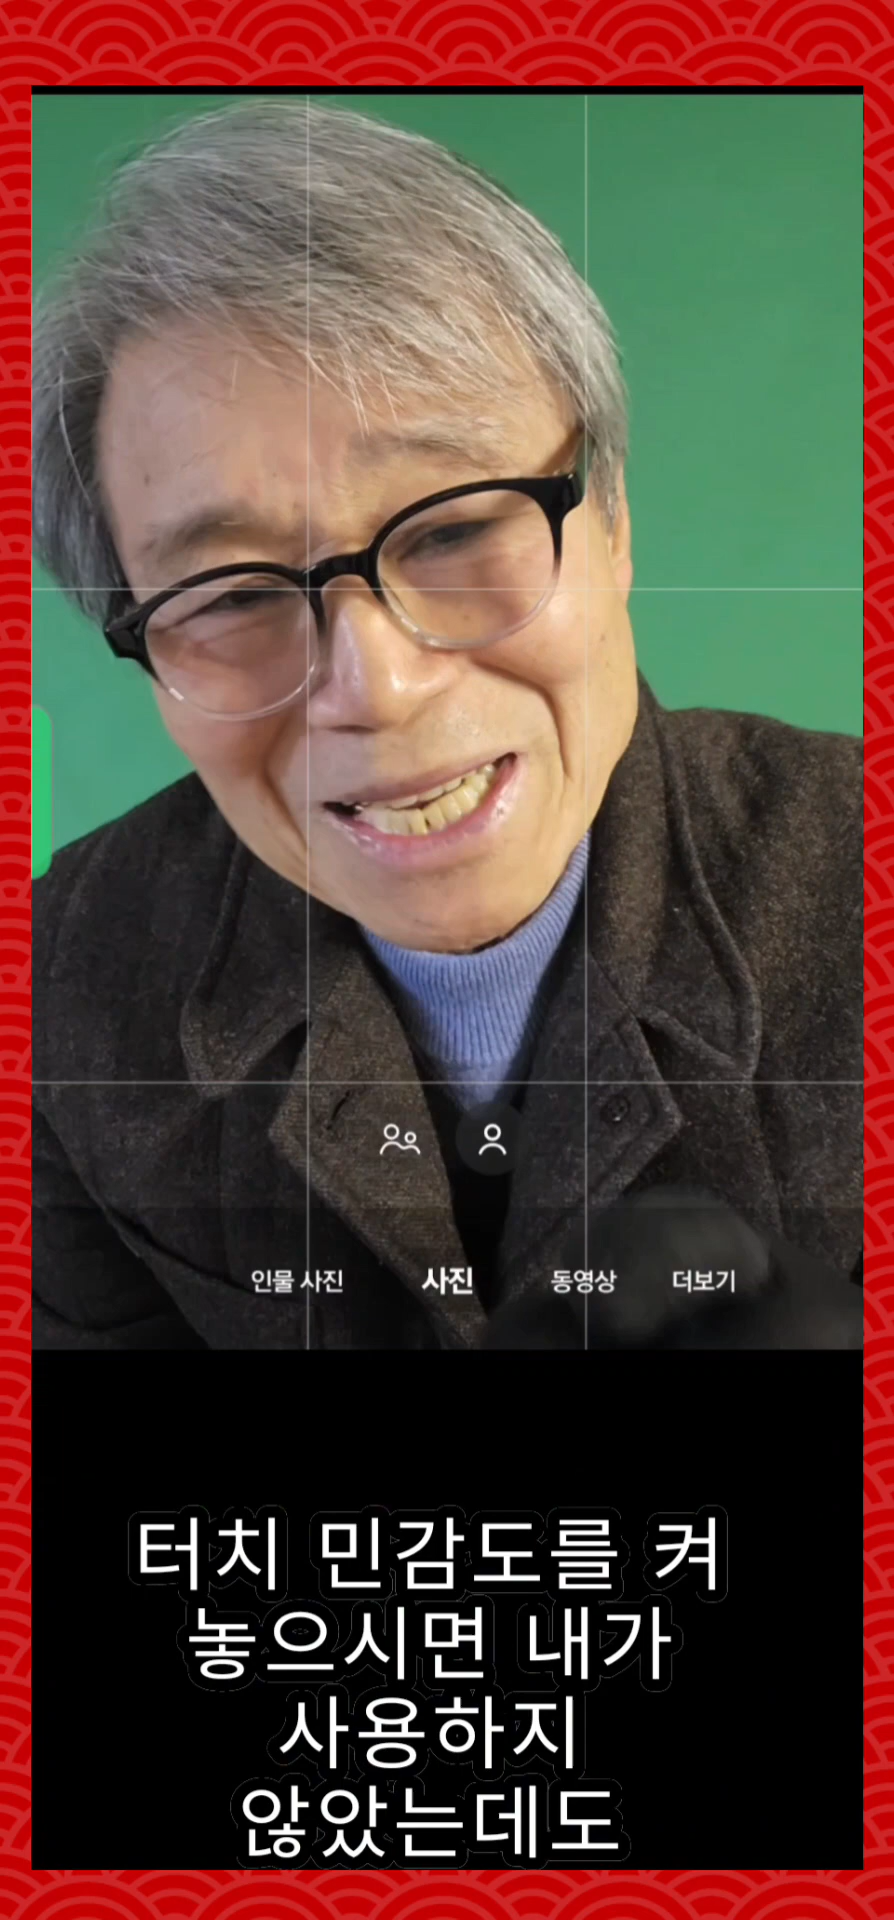 인물 사진 사진 동영상 더보기
터치 민감도를 켜
놓으시면 내가
사용하지
않았는데도